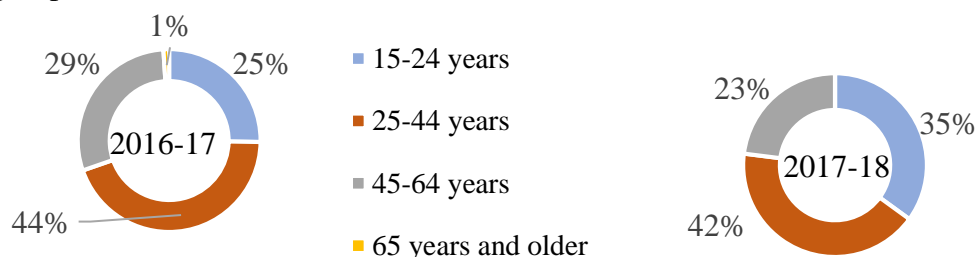 1%
29%
25%
2016-17
44%
15-24 years
25-44 years
45-64 years
65 years and older
23%
35%
2017-18
42%